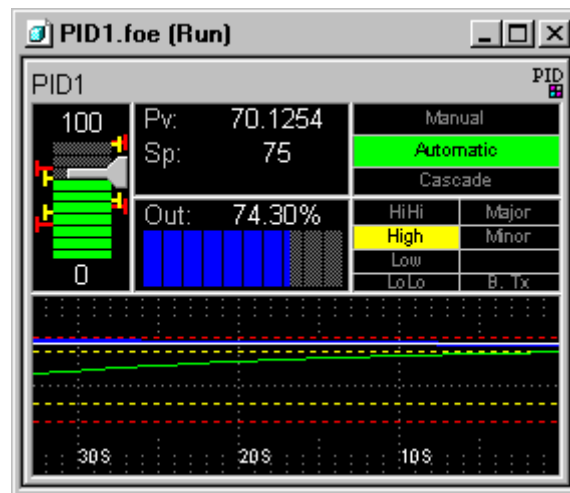 PID1.foe (Run)
PID1 PID
100 Pv: 70.1254 Manual
Sp: 75 Automatic
Cascade
Out: 74.30% HiHi Major
High Minor
Low
0 LoLo B. Tx
30S 20S 10S